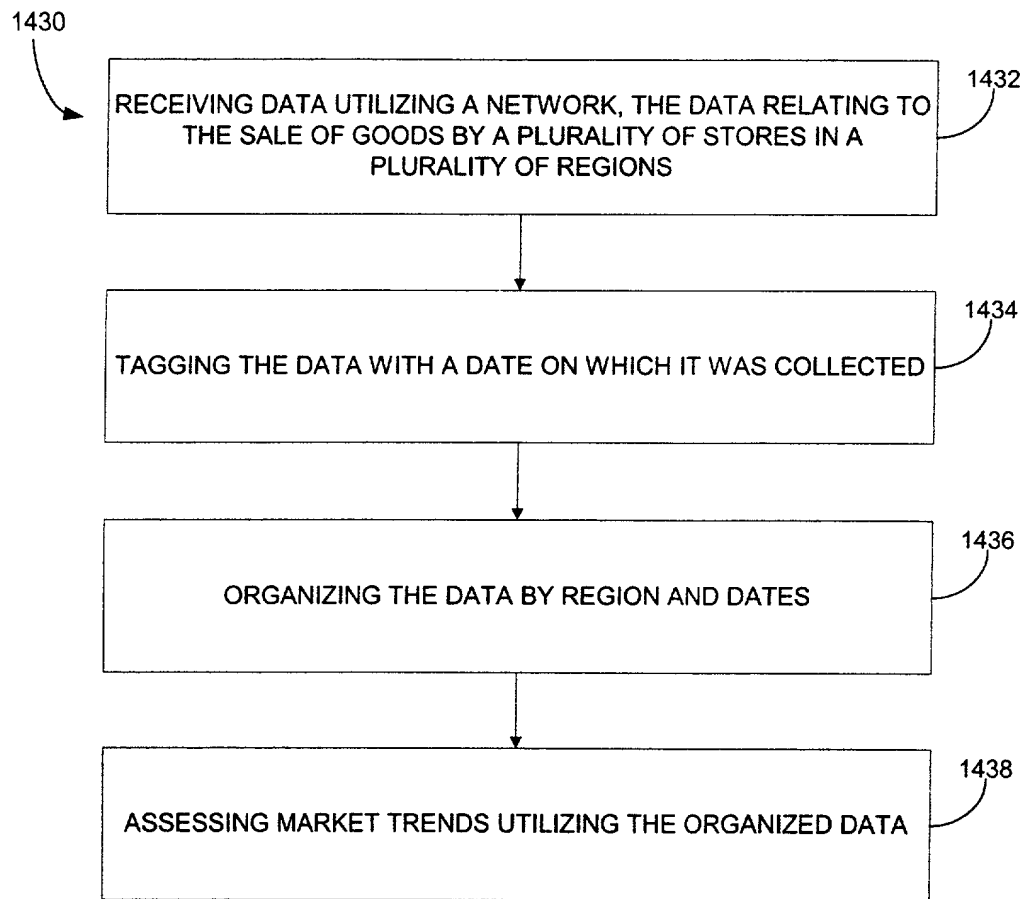 1430
1432
RECEIVING DATA UTILIZING A NETWORK, THE DATA RELATING TO
THE SALE OF GOODS BY A PLURALITY OF STORES IN A
PLURALITY OF REGIONS
1434
TAGGING THE DATA WITH A DATE ON WHICH IT WAS COLLECTED
1436
ORGANIZING THE DATA BY REGION AND DATES
1438
ASSESSING MARKET TRENDS UTILIZING THE ORGANIZED DATA